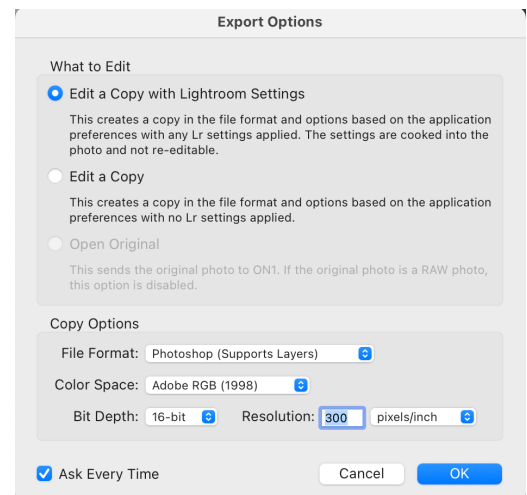 Export Options
What to Edit
Edit a Copy with Lightroom Settings
This creates a copy in the file format and options based on the application
preferences with any Lr settings applied. The settings are cooked into the
photo and not re-editable.
Edit a Copy
This creates a copy in the file format and options based on the application
preferences with no Lr settings applied.
Open Original
This sends the original photo to ON1. If the original photo is a RAW photo,
this option is disabled.
Copy Options
File Format: Photoshop (Supports Layers)
Color Space: Adobe RGB (1998)
Bit Depth: 16-bit Resolution: 300 pixels/inch
Ask Every Time Cancel OK